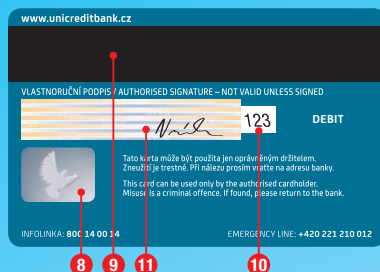 www.unicreditbank.cz
VLASTNORUČNÍ PODPIS / AUTHORISED SIGNATURE – NOT VALID UNLESS SIGNED
123
DEBIT
Tato karta může být použita jen oprávněným držitelem.
Zneužití je trestné. Při nálezu prosím vraťte na adresu banky.
This card can be used only by the authorised cardholder.
Misuse is a criminal offence. If found, please return to the bank.
INFOLINKA: 800 14 00 14
EMERGENCY LINE: +420 221 210 012
8 9 11 10